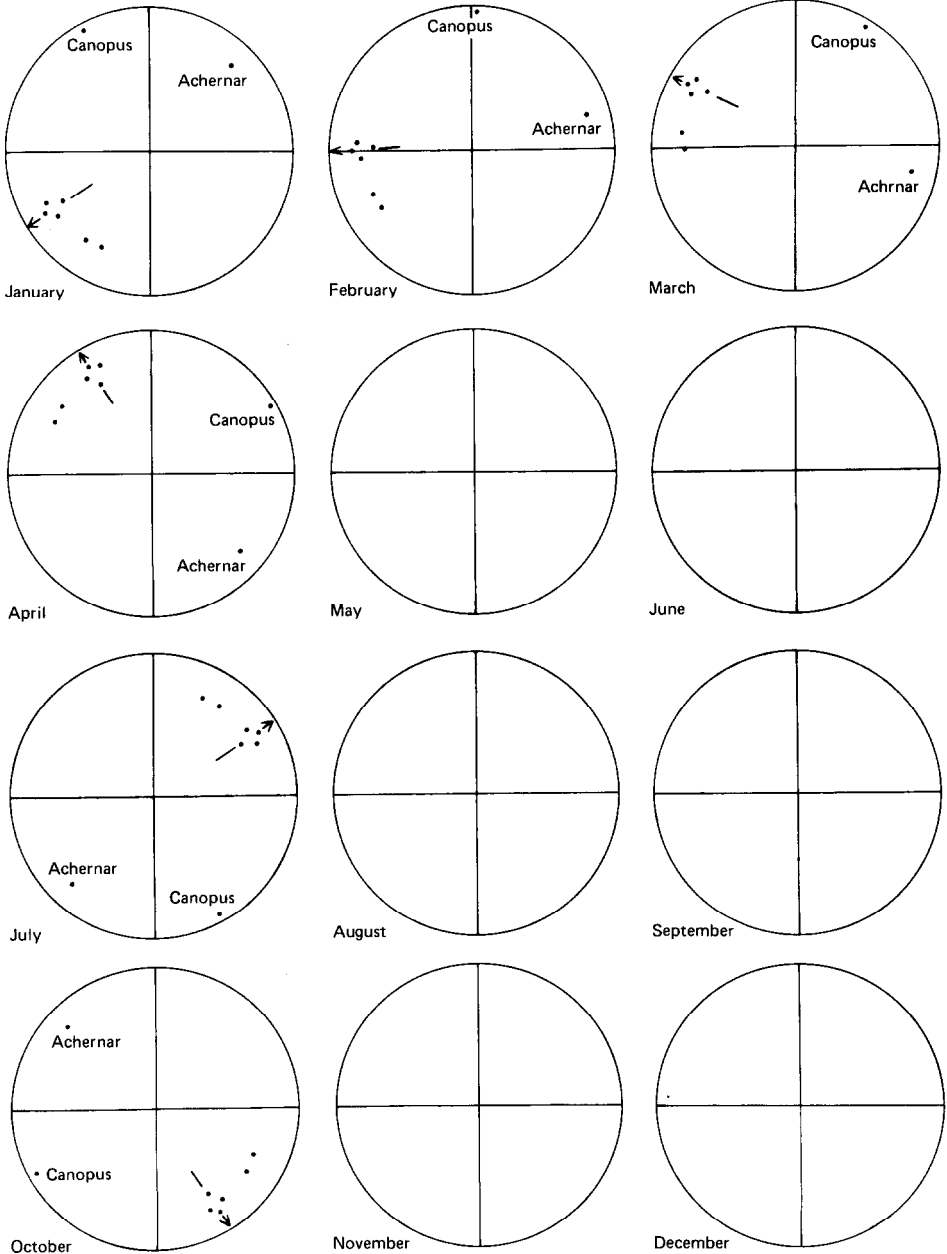 Canopus
Achernar
January
Canopus
Achernar
February
Canopus
Achrnar
March
Canopus
Achernar
April
May
June
Achernar
Canopus
July
August
September
Achernar
Canopus
October
November
December